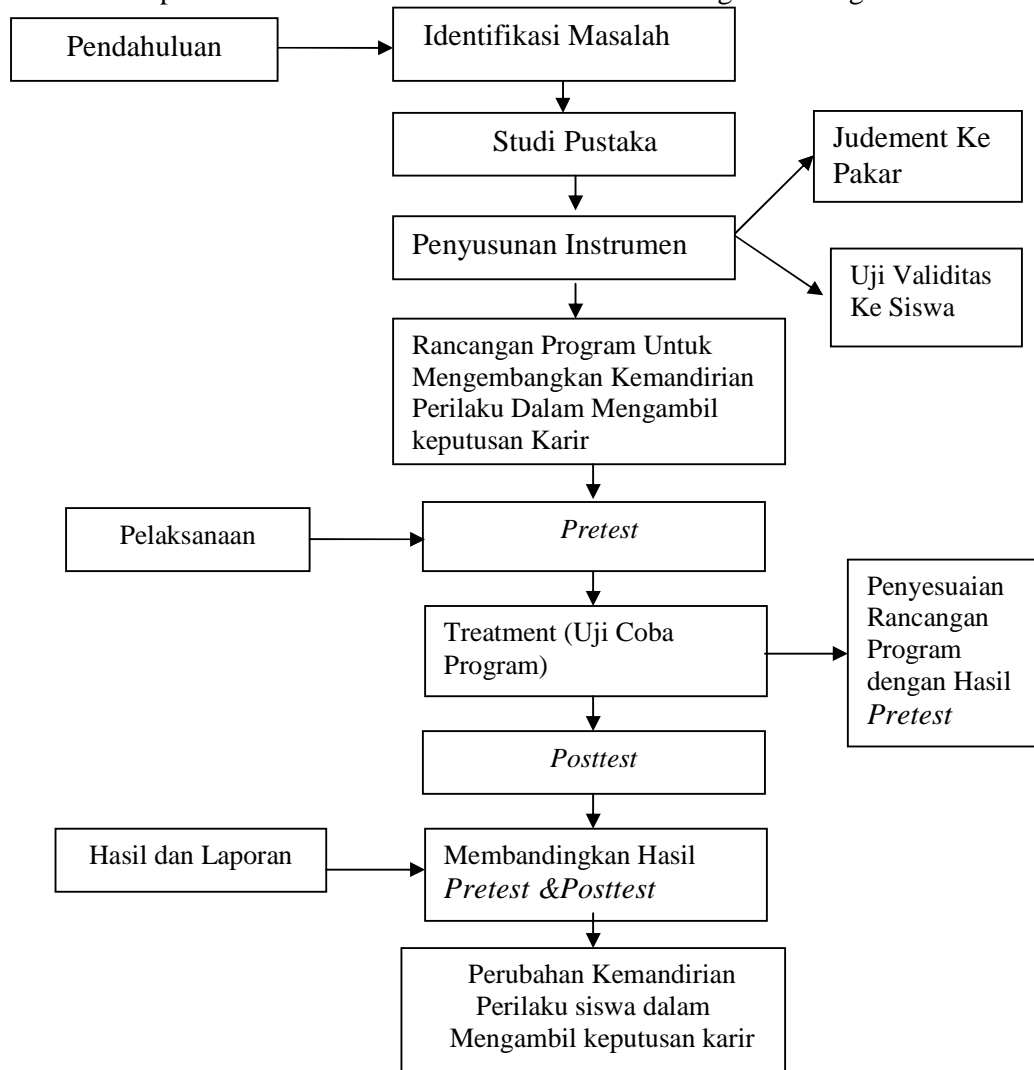 Pendahuluan
Identifikasi Masalah
Studi Pustaka
Judement Ke
Pakar
Penyusunan Instrumen
Uji Validitas
Ke Siswa
Rancangan Program Untuk
Mengembangkan Kemandirian
Perilaku Dalam Mengambil
keputusan Karir
Pelaksanaan
Pretest
Treatment (Uji Coba
Program)
Penyesuaian
Rancangan
Program
dengan Hasil
Pretest
Posttest
Hasil dan Laporan
Membandingkan Hasil
Pretest &Posttest
Perubahan Kemandirian
Perilaku siswa dalam
Mengambil keputusan karir